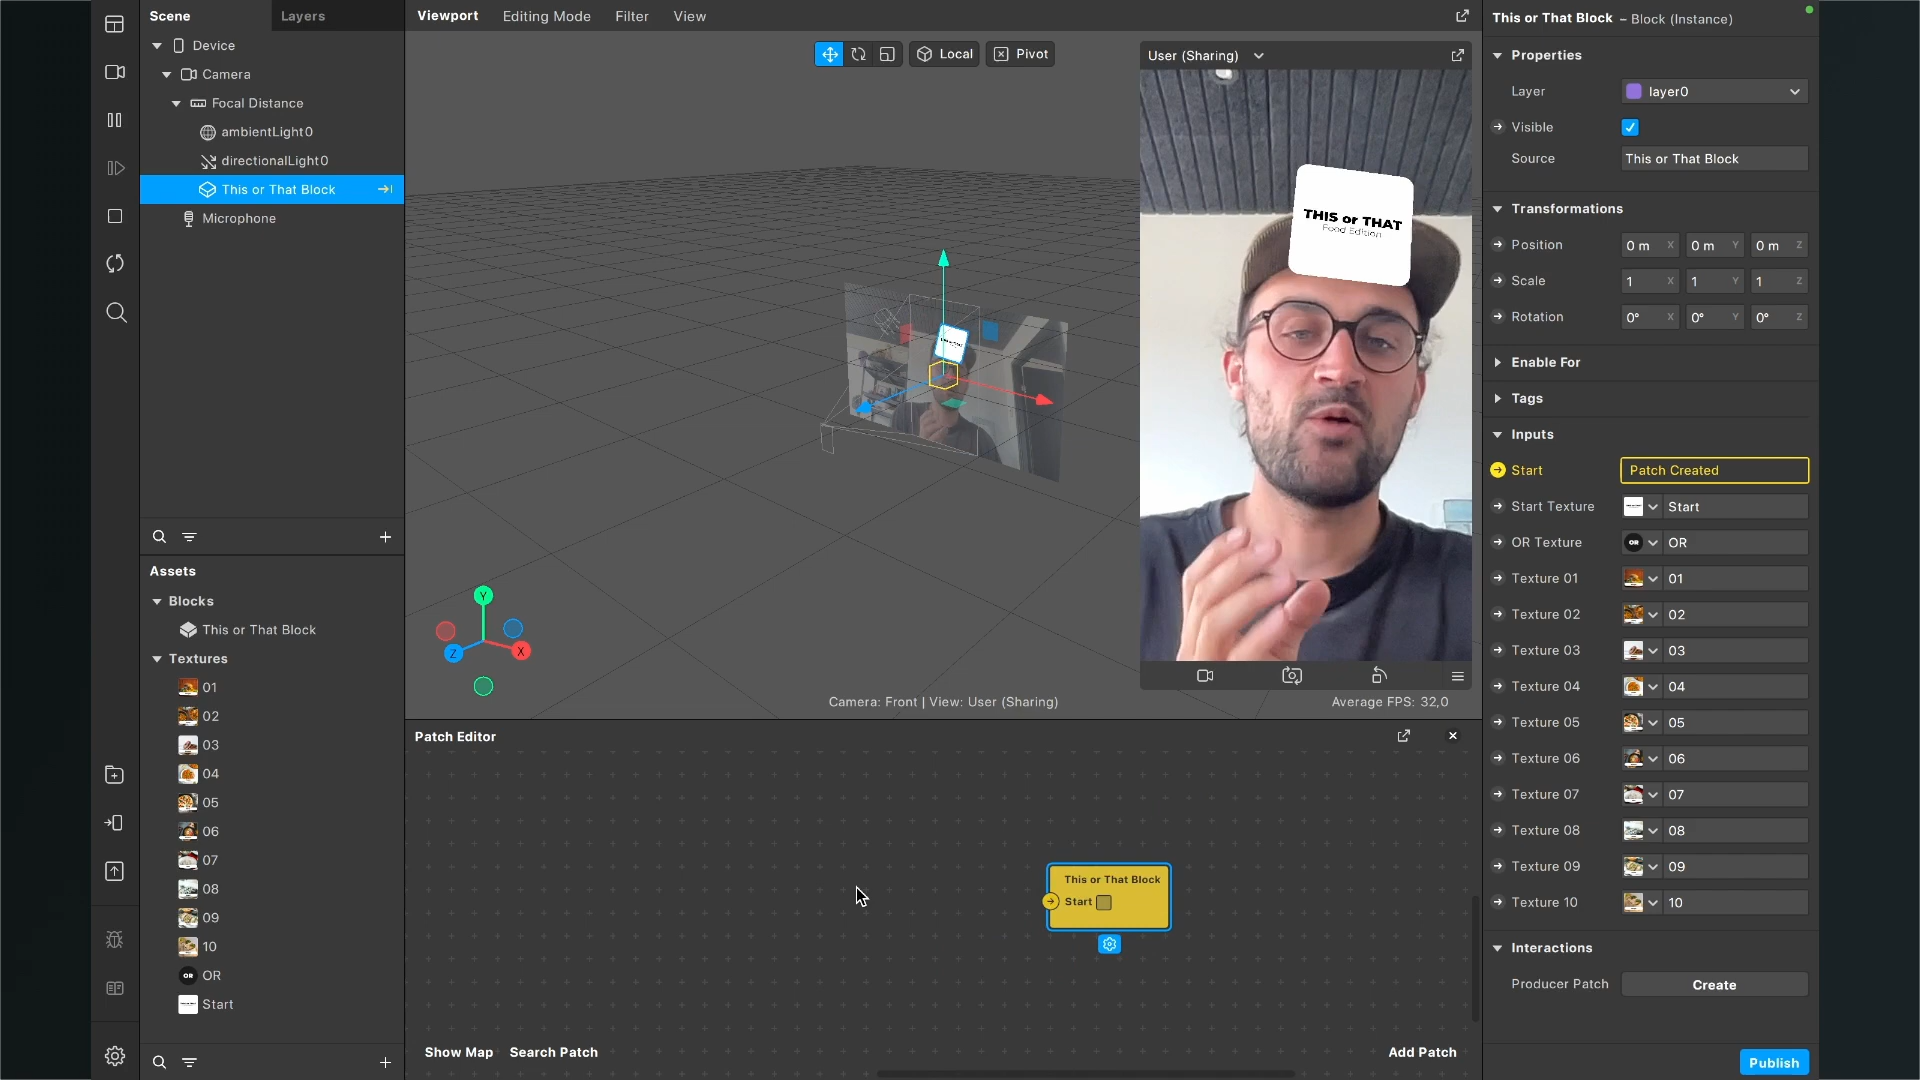 Scene
Layers
Device
Camera
Focal Distance
ambientLight0
directionalLight0
This or That Block
Microphone
Assets
Blocks
This or That Block
Textures
01
02
03
04
05
06
07
08
09
10
OR
OR
Start
Viewport
Editing Mode
Filter
View
Local
Pivot
User (Sharing)
THIS or THAT
Food Edition
Y
Z
X
Camera: Front | View: User (Sharing)
Average FPS: 32,0
Patch Editor
This or That Block
Start
Show Map
Search Patch
Add Patch
This or That Block – Block (Instance)
Properties
Layer
layer0
Visible
Source
This or That Block
Transformations
Position 0 m X 0 m Y 0 m Z
Scale 1 X 1 Y 1 Z
Rotation 0° X 0° Y 0° Z
Enable For
Tags
Inputs
Start Patch Created
Start Texture Start
OR Texture OR OR
Texture 01 01
Texture 02 02
Texture 03 03
Texture 04 04
Texture 05 05
Texture 06 06
Texture 07 07
Texture 08 08
Texture 09 09
Texture 10 10
Interactions
Producer Patch Create
Publish